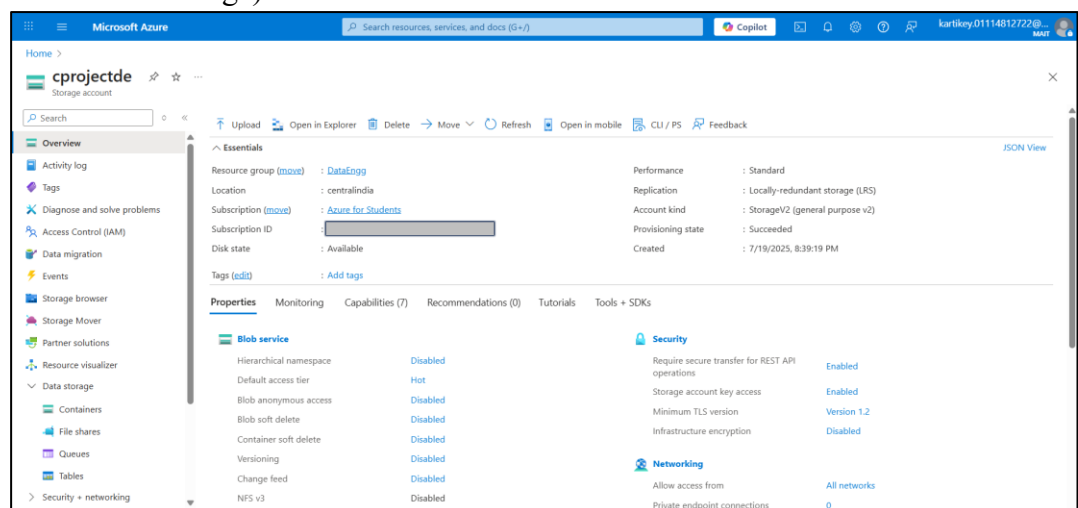 Microsoft Azure
Search resources, services, and docs (G+/)
Copilot
kartikey.01114812722@...
MAIT
Home >
cprojectde
Storage account
Search
Upload Open in Explorer Delete Move Refresh Open in mobile CLI / PS Feedback
Overview
Activity log
Tags
Diagnose and solve problems
Access Control (IAM)
Data migration
Events
Storage browser
Storage Mover
Partner solutions
Resource visualizer
Data storage
Containers
File shares
Queues
Tables
Security + networking
Essentials
JSON View
Resource group (move) : DataEngg
Location : centralindia
Subscription (move) : Azure for Students
Subscription ID :
Disk state : Available
Tags (edit) : Add tags
Performance : Standard
Replication : Locally-redundant storage (LRS)
Account kind : StorageV2 (general purpose v2)
Provisioning state : Succeeded
Created : 7/19/2025, 8:39:19 PM
Properties Monitoring Capabilities (7) Recommendations (0) Tutorials Tools + SDKs
Blob service
Hierarchical namespace Disabled
Default access tier Hot
Blob anonymous access Disabled
Blob soft delete Disabled
Container soft delete Disabled
Versioning Disabled
Change feed Disabled
NFS v3 Disabled
Security
Require secure transfer for REST API operations Enabled
Storage account key access Enabled
Minimum TLS version Version 1.2
Infrastructure encryption Disabled
Networking
Allow access from All networks
Private endpoint connections 0